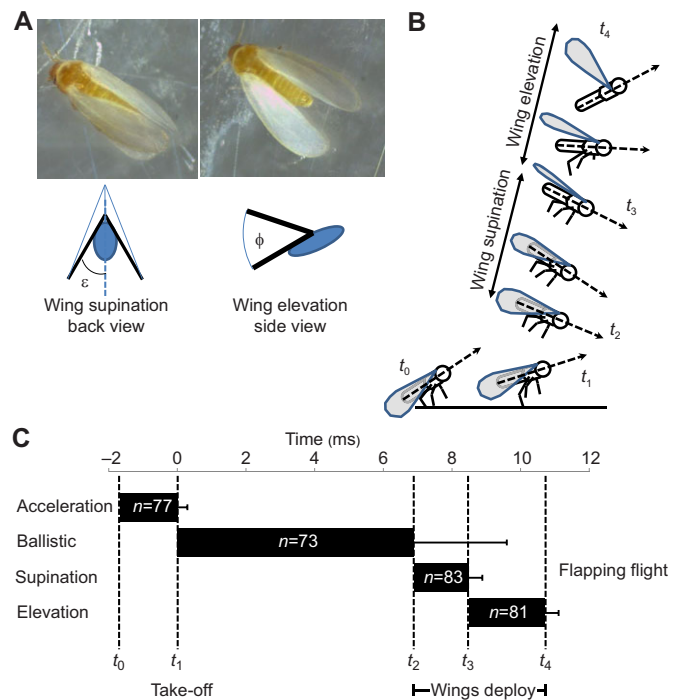 A
B
ε
ϕ
Wing supination
back view
Wing elevation
side view
t4
Wing elevation
t3
Wing supination
t2
t0
t1
C
Time (ms)
–2 0 2 4 6 8 10 12
Acceleration n=77
Ballistic n=73
Supination n=83 Flapping flight
Elevation n=81
t0 t1 t2 t3 t4
Take-off Wings deploy